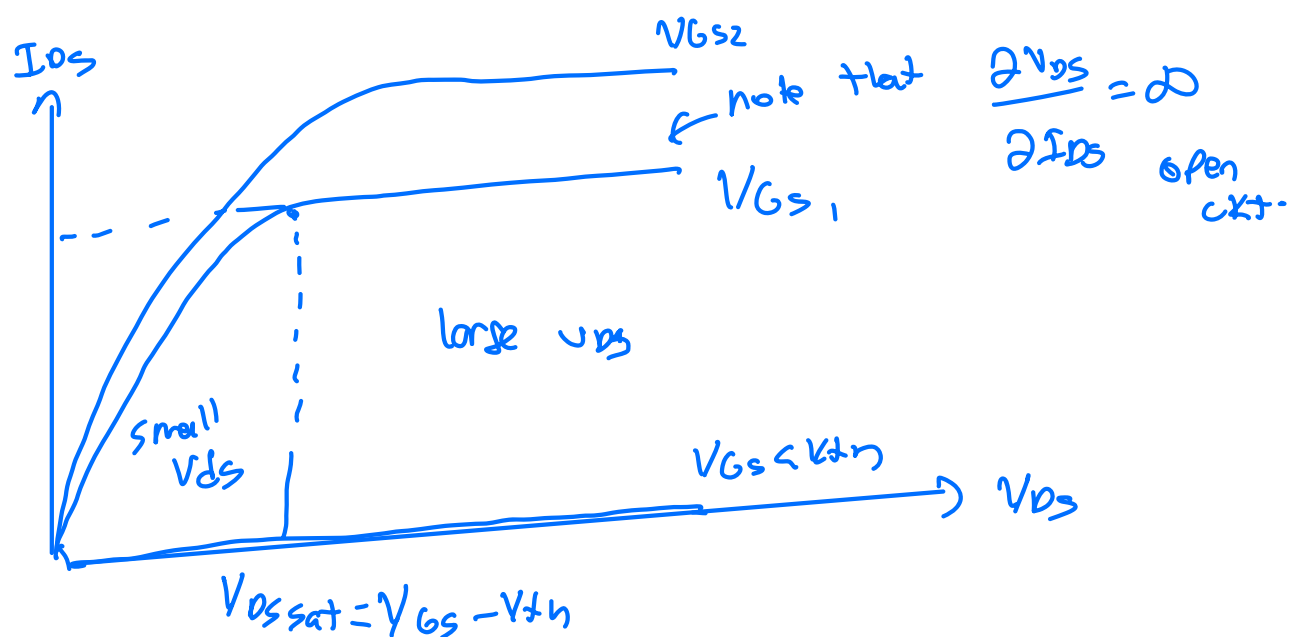 IDS
VGS2
note that ∂VDS/∂IDS = ∞
open
ckt.
VGS1
large VDS
small
Vds
VGS < Vtn
VDS
VDSsat = VGS - Vtn